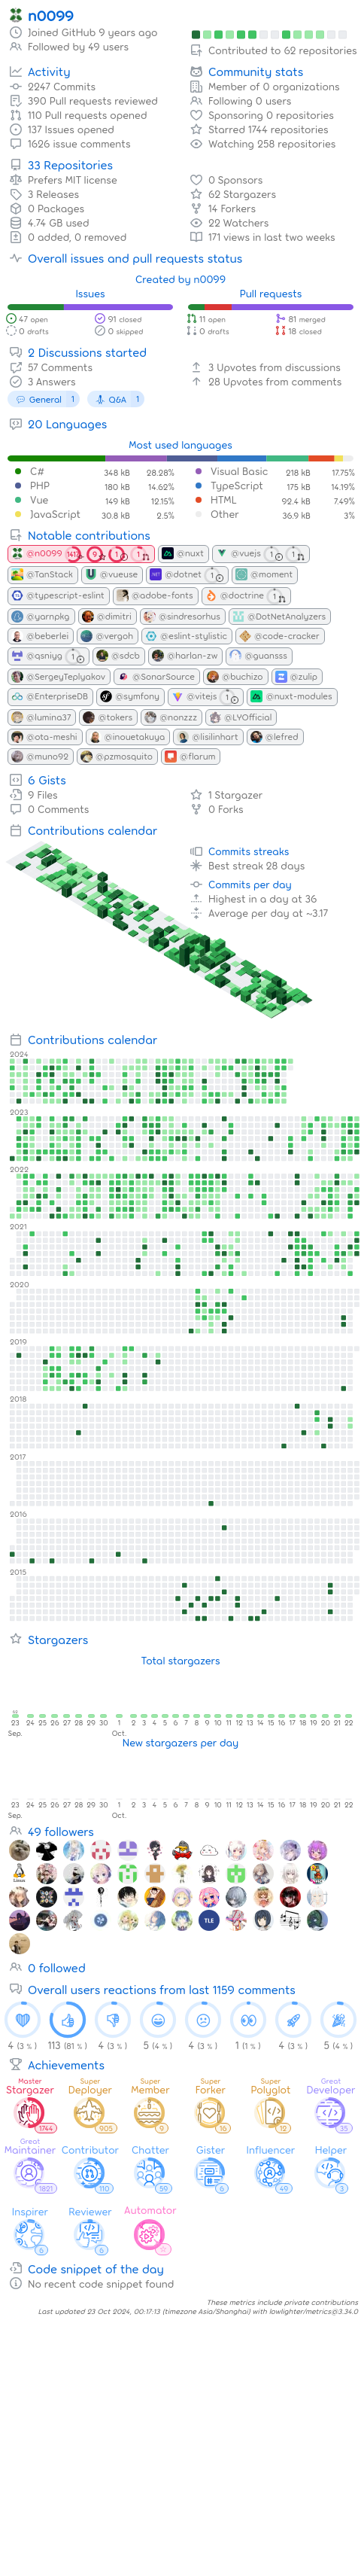 n0099
Joined GitHub 9 years ago
Followed by 49 users
Contributed to 62 repositories
Activity
2247 Commits
390 Pull requests reviewed
110 Pull requests opened
137 Issues opened
1626 issue comments
Community stats
Member of 0 organizations
Following 0 users
Sponsoring 0 repositories
Starred 1744 repositories
Watching 258 repositories
33 Repositories
Prefers MIT license
3 Releases
0 Packages
4.74 GB used
0 added, 0 removed
0 Sponsors
62 Stargazers
14 Forkers
22 Watchers
171 views in last two weeks
Overall issues and pull requests status
Created by n0099
Issues
47 open
91 closed
0 drafts
0 skipped
Pull requests
11 open
81 merged
0 drafts
18 closed
2 Discussions started
57 Comments
3 Answers
3 Upvotes from discussions
28 Upvotes from comments
General 1
Q&A 1
20 Languages
Most used languages
C# 348 kB 28.28%
PHP 180 kB 14.62%
Vue 149 kB 12.15%
JavaScript 30.8 kB 2.5%
Visual Basic 218 kB 17.75%
TypeScript 175 kB 14.19%
HTML 92.4 kB 7.49%
Other 36.9 kB 3%
Notable contributions
@n0099 141 9 1 1 @nuxt @vuejs 1 1
@TanStack @vueuse @dotnet 1 @moment
@typescript-eslint @adobe-fonts @doctrine 1
@yarnpkg @dimitri @sindresorhus @DotNetAnalyzers
@beberlei @vergoh @eslint-stylistic @code-cracker
@qsniyg 1 @sdcb @harlan-zw @guansss
@SergeyTeplyakov @SonarSource @buchizo @zulip
@EnterpriseDB @symfony @vitejs 1 @nuxt-modules
@lumina37 @tokers @nonzzz @LYOfficial
@ota-meshi @inouetakuya @lisilinhart @lefred
@muno92 @pzmosquito @flarum
6 Gists
9 Files
0 Comments
1 Stargazer
0 Forks
Contributions calendar
Commits streaks
Best streak 28 days
Commits per day
Highest in a day at 36
Average per day at ~3.17
Contributions calendar
2024
2023
2022
2021
2020
2019
2018
2017
2016
2015
Stargazers
Total stargazers
62
23 24 25 26 27 28 29 30 1 2 3 4 5 6 7 8 9 10 11 12 13 14 15 16 17 18 19 20 21 22
Sep. Oct.
New stargazers per day
23 24 25 26 27 28 29 30 1 2 3 4 5 6 7 8 9 10 11 12 13 14 15 16 17 18 19 20 21 22
Sep. Oct.
49 followers
Linux
TLE
0 followed
Overall users reactions from last 1159 comments
4 (3 %) 113 (81 %) 4 (3 %) 5 (4 %) 4 (3 %) 1 (1 %) 4 (3 %) 5 (4 %)
Achievements
Master
Stargazer
1744
Super
Deployer
905
Super
Member
9
Super
Forker
16
Super
Polyglot
12
Great
Developer
35
Great
Maintainer
1821
Contributor
110
Chatter
59
Gister
6
Influencer
49
Helper
3
Inspirer
6
Reviewer
6
Automator
Code snippet of the day
No recent code snippet found
These metrics include private contributions
Last updated 23 Oct 2024, 00:17:13 (timezone Asia/Shanghai) with lowlighter/metrics@3.34.0